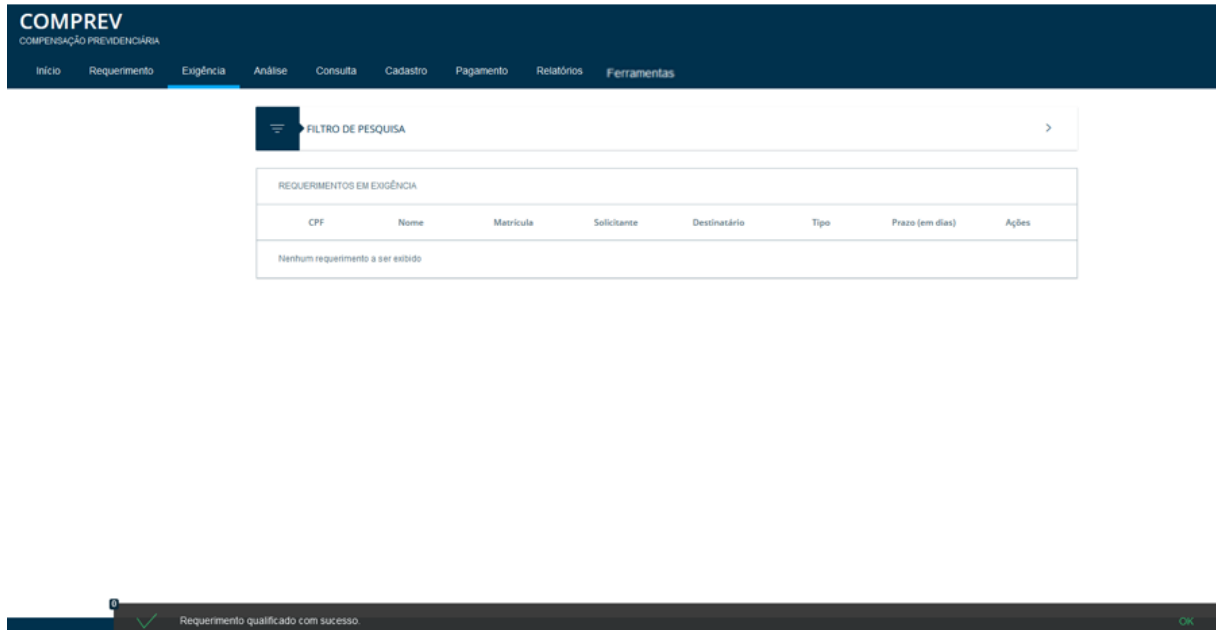 COMPREV
COMPENSAÇÃO PREVIDENCIÁRIA
Início Requerimento Exigência Análise Consulta Cadastro Pagamento Relatórios Ferramentas
FILTRO DE PESQUISA
REQUERIMENTOS EM EXIGÊNCIA
CPF Nome Matrícula Solicitante Destinatário Tipo Prazo (em dias) Ações
Nenhum requerimento a ser exibido
0
Requerimento qualificado com sucesso. OK